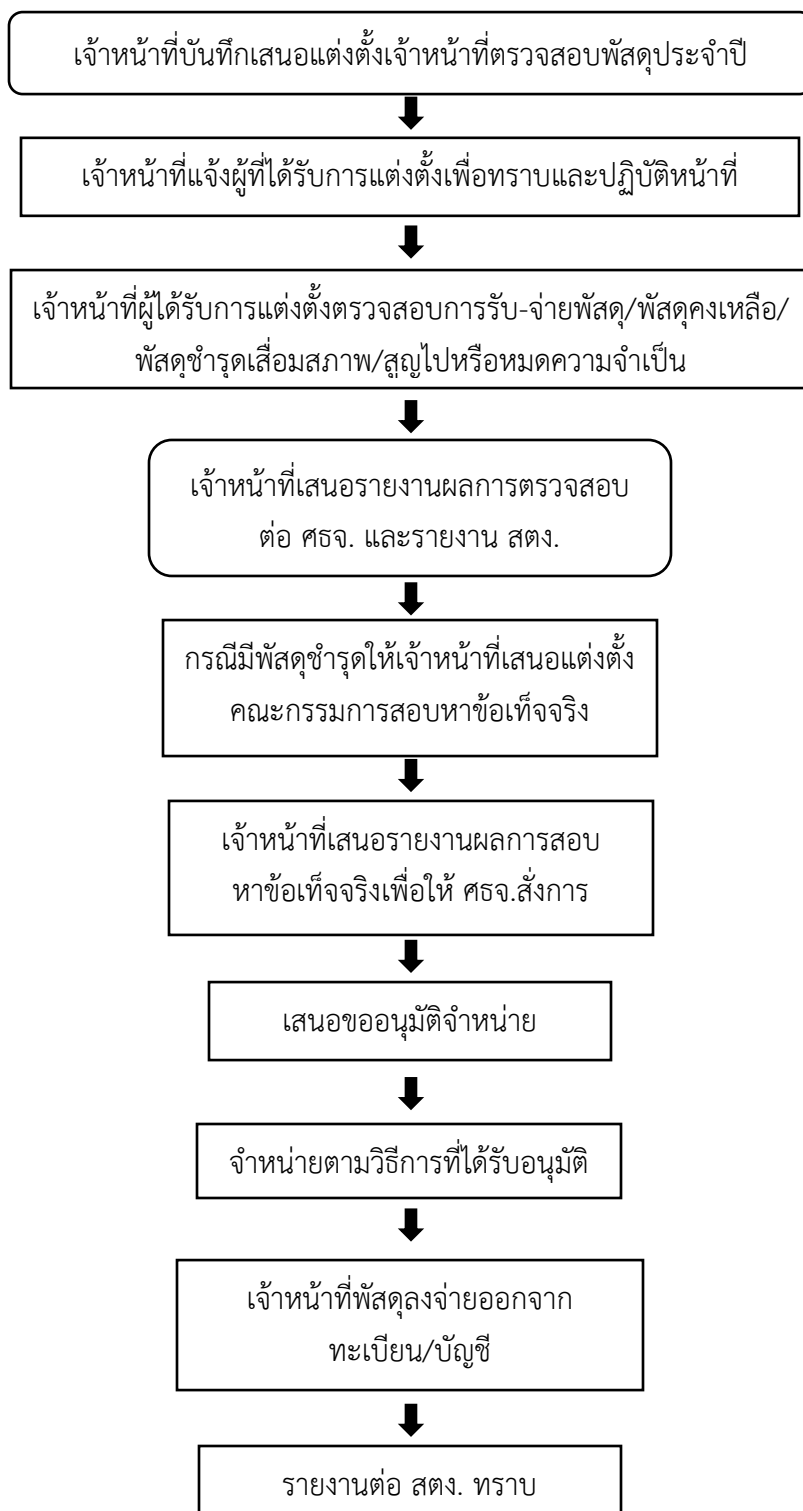 เจ้าหน้าที่บันทึกเสนอแต่งตั้งเจ้าหน้าที่ตรวจสอบพัสดุประจำปี
เจ้าหน้าที่แจ้งผู้ที่ได้รับการแต่งตั้งเพื่อทราบและปฏิบัติหน้าที่
เจ้าหน้าที่ผู้ได้รับการแต่งตั้งตรวจสอบการรับ-จ่ายพัสดุ/พัสดุคงเหลือ/
พัสดุชำรุดเสื่อมสภาพ/สูญไปหรือหมดความจำเป็น
เจ้าหน้าที่เสนอรายงานผลการตรวจสอบ
ต่อ ศธจ. และรายงาน สตง.
กรณีมีพัสดุชำรุดให้เจ้าหน้าที่เสนอแต่งตั้ง
คณะกรรมการสอบหาข้อเท็จจริง
เจ้าหน้าที่เสนอรายงานผลการสอบ
หาข้อเท็จจริงเพื่อให้ ศธจ.สั่งการ
เสนอขออนุมัติจำหน่าย
จำหน่ายตามวิธีการที่ได้รับอนุมัติ
เจ้าหน้าที่พัสดุลงจ่ายออกจาก
ทะเบียน/บัญชี
รายงานต่อ สตง. ทราบ